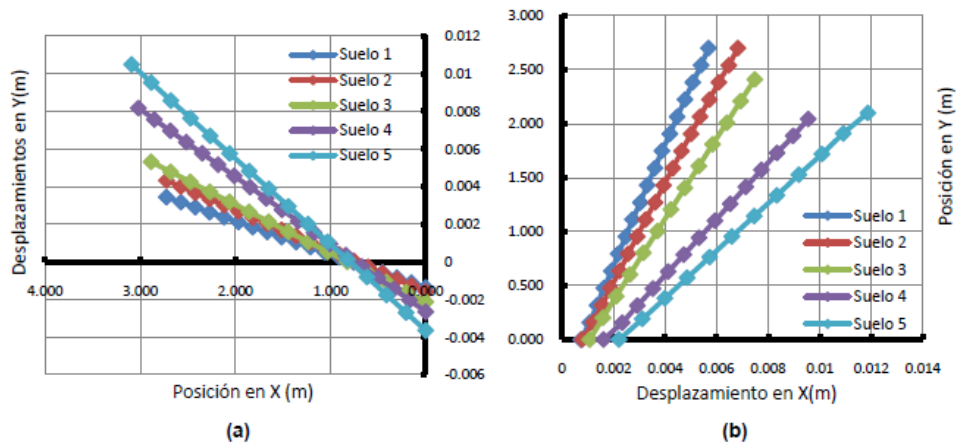 Desplazamientos en Y(m)
0.012
0.01
0.008
0.006
0.004
0.002
0
-0.002
-0.004
-0.006
4.000 3.000 2.000 1.000 0.000
Posición en X (m)
Suelo 1
Suelo 2
Suelo 3
Suelo 4
Suelo 5
(a)
3.000
2.500
2.000
1.500
1.000
0.500
0.000
0 0.002 0.004 0.006 0.008 0.01 0.012 0.014
Desplazamiento en X(m)
Posición en Y (m)
Suelo 1
Suelo 2
Suelo 3
Suelo 4
Suelo 5
(b)